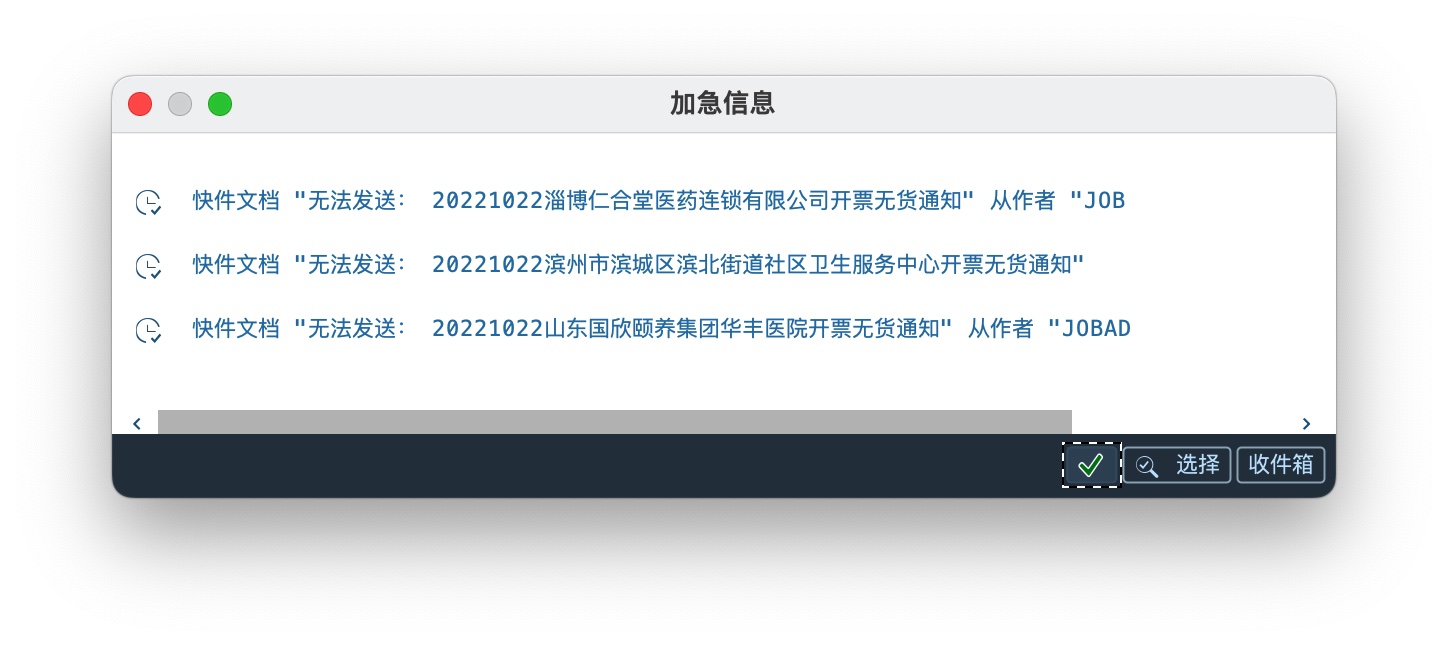 加急信息
快件文档 "无法发送: 20221022淄博仁合堂医药连锁有限公司开票无货通知" 从作者 "JOB
快件文档 "无法发送: 20221022滨州市滨城区滨北街道社区卫生服务中心开票无货通知"
快件文档 "无法发送: 20221022山东国欣颐养集团华丰医院开票无货通知" 从作者 "JOBAD
选择 收件箱